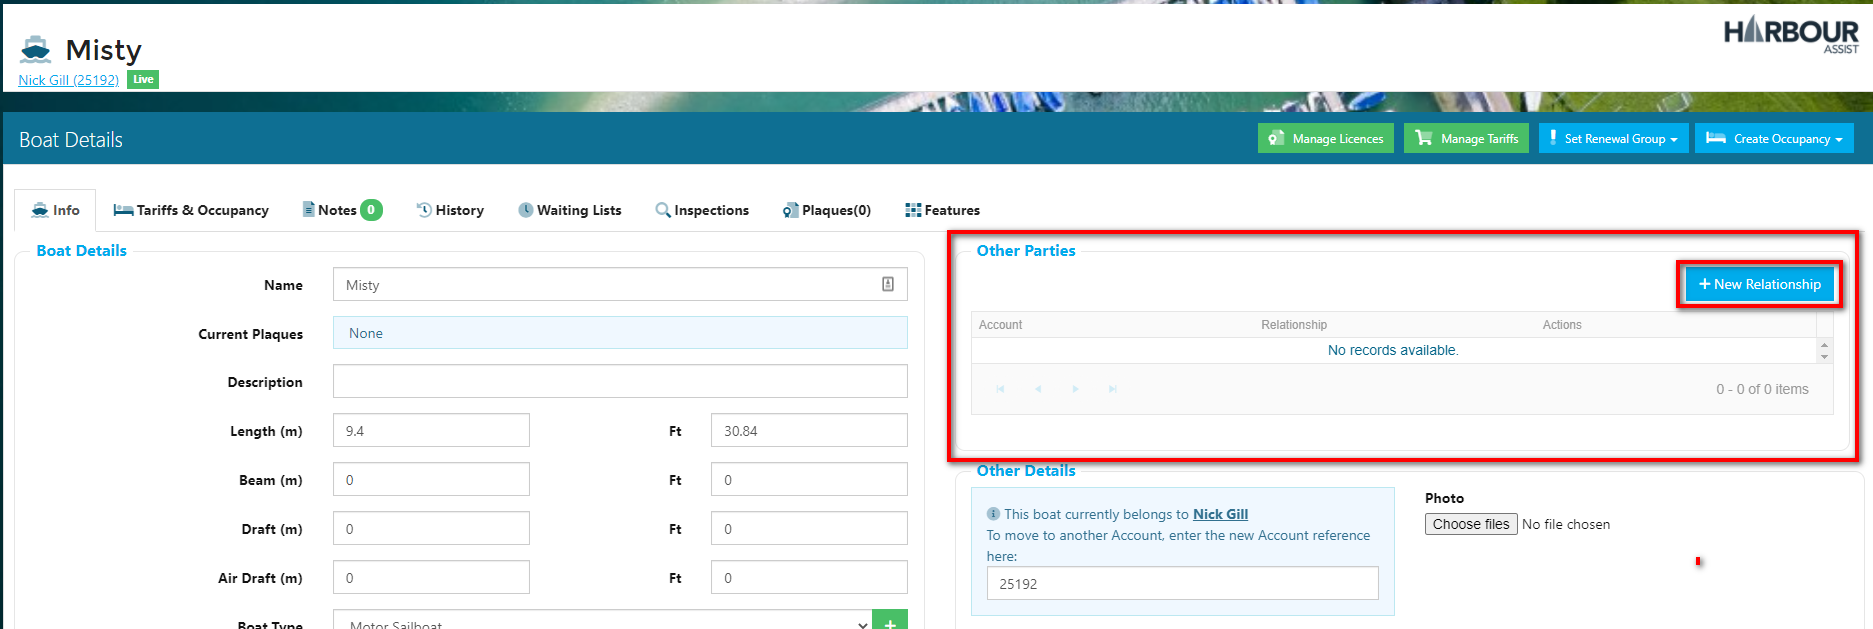 Misty
HARBOUR
ASSIST
Nick Gill (25192) Live
Boat Details
Manage Licences
Manage Tariffs
Set Renewal Group
Create Occupancy
Info
Tariffs & Occupancy
Notes 0
History
Waiting Lists
Inspections
Plaques(0)
Features
Boat Details
Name Misty
Current Plaques None
Description
Length (m) 9.4 Ft 30.84
Beam (m) 0 Ft 0
Draft (m) 0 Ft 0
Air Draft (m) 0 Ft 0
Boat Type Motor Sailboat +
Other Parties
+ New Relationship
Account Relationship Actions
No records available.
0 - 0 of 0 items
Other Details
This boat currently belongs to Nick Gill
To move to another Account, enter the new Account reference
here:
25192
Photo
Choose files No file chosen